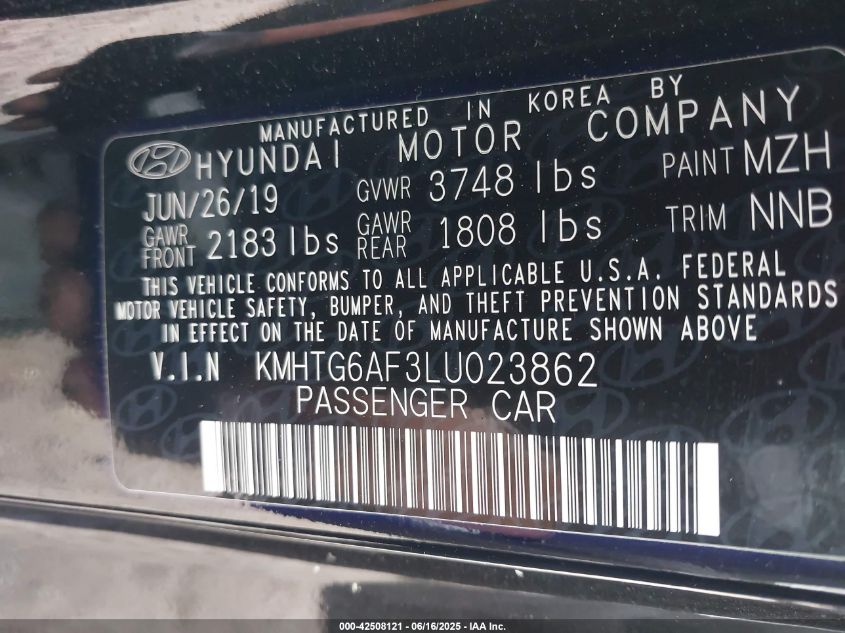 MANUFACTURED IN KOREA BY
HYUNDAI MOTOR COMPANY
JUN/26/19 GVWR 3748 lbs PAINT MZH
GAWR FRONT 2183 lbs GAWR REAR 1808 lbs TRIM NNB
THIS VEHICLE CONFORMS TO ALL APPLICABLE U.S.A. FEDERAL
MOTOR VEHICLE SAFETY, BUMPER, AND THEFT PREVENTION STANDARDS
IN EFFECT ON THE DATE OF MANUFACTURE SHOWN ABOVE
V.I.N KMHTG6AF3LU023862
PASSENGER CAR
000-42508121 - 06/16/2025 - IAA Inc.